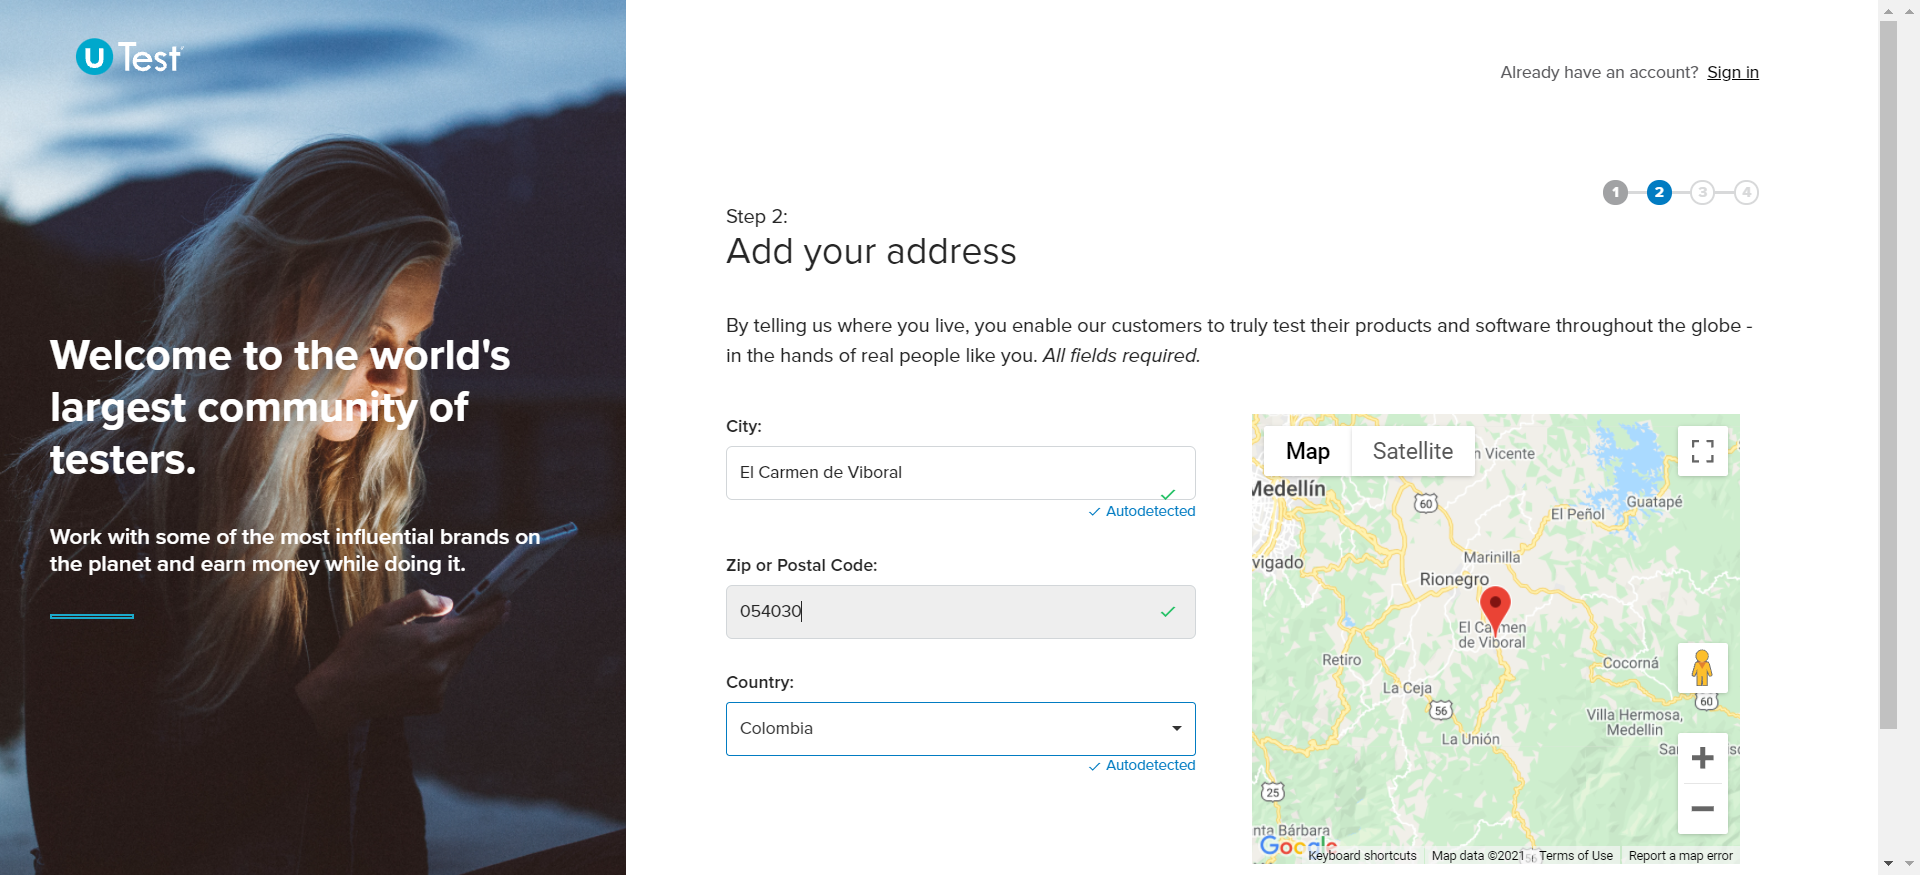 U Test
Already have an account? Sign in
1 2 3 4
Step 2:
Add your address
By telling us where you live, you enable our customers to truly test their products and software throughout the globe -
in the hands of real people like you. All fields required.
Welcome to the world's
largest community of
testers.
Work with some of the most influential brands on
the planet and earn money while doing it.
City:
El Carmen de Viboral
Autodetected
Zip or Postal Code:
054030
Country:
Colombia
Autodetected
Map Satellite
n Vicente
Medellín
60
Guatapé
El Peñol
Marinilla
vigado
Rionegro
El Carmen
de Viboral
Retiro
Cocorná
La Ceja
60
56
Villa Hermosa,
Medellin
La Unión
San
25
nta Bárbara
Google
Keyboard shortcuts Map data ©2021 Terms of Use Report a map error
56